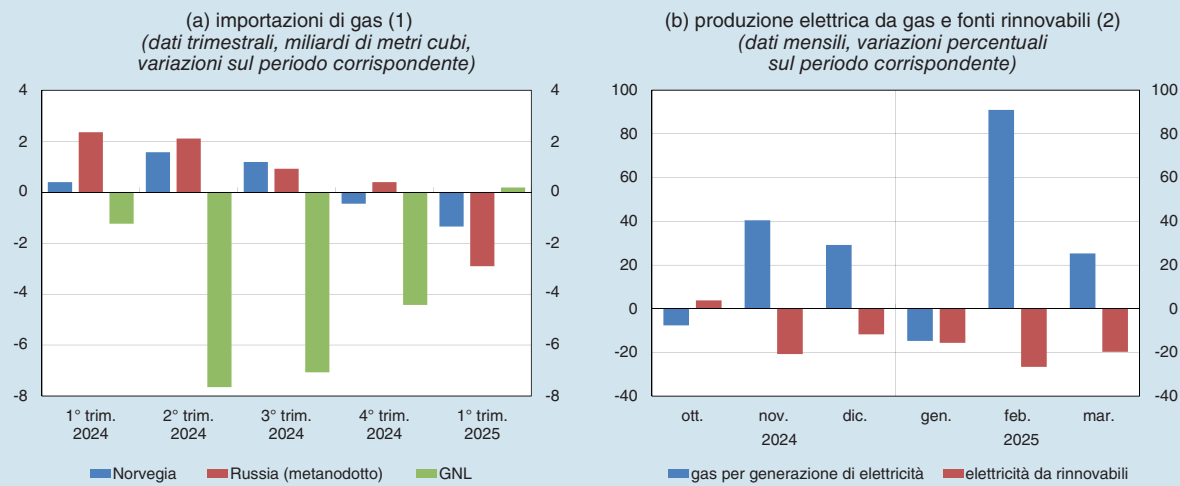 (a) importazioni di gas (1)
(dati trimestrali, miliardi di metri cubi,
variazioni sul periodo corrispondente)
4
2
0
-2
-4
-6
-8
4
2
0
-2
-4
-6
-8
1° trim.
2024
2° trim.
2024
3° trim.
2024
4° trim.
2024
1° trim.
2025
Norvegia
Russia (metanodotto)
GNL
(b) produzione elettrica da gas e fonti rinnovabili (2)
(dati mensili, variazioni percentuali
sul periodo corrispondente)
100
80
60
40
20
0
-20
-40
100
80
60
40
20
0
-20
-40
ott.
nov.
dic.
gen.
feb.
mar.
2024
2025
gas per generazione di elettricità
elettricità da rinnovabili